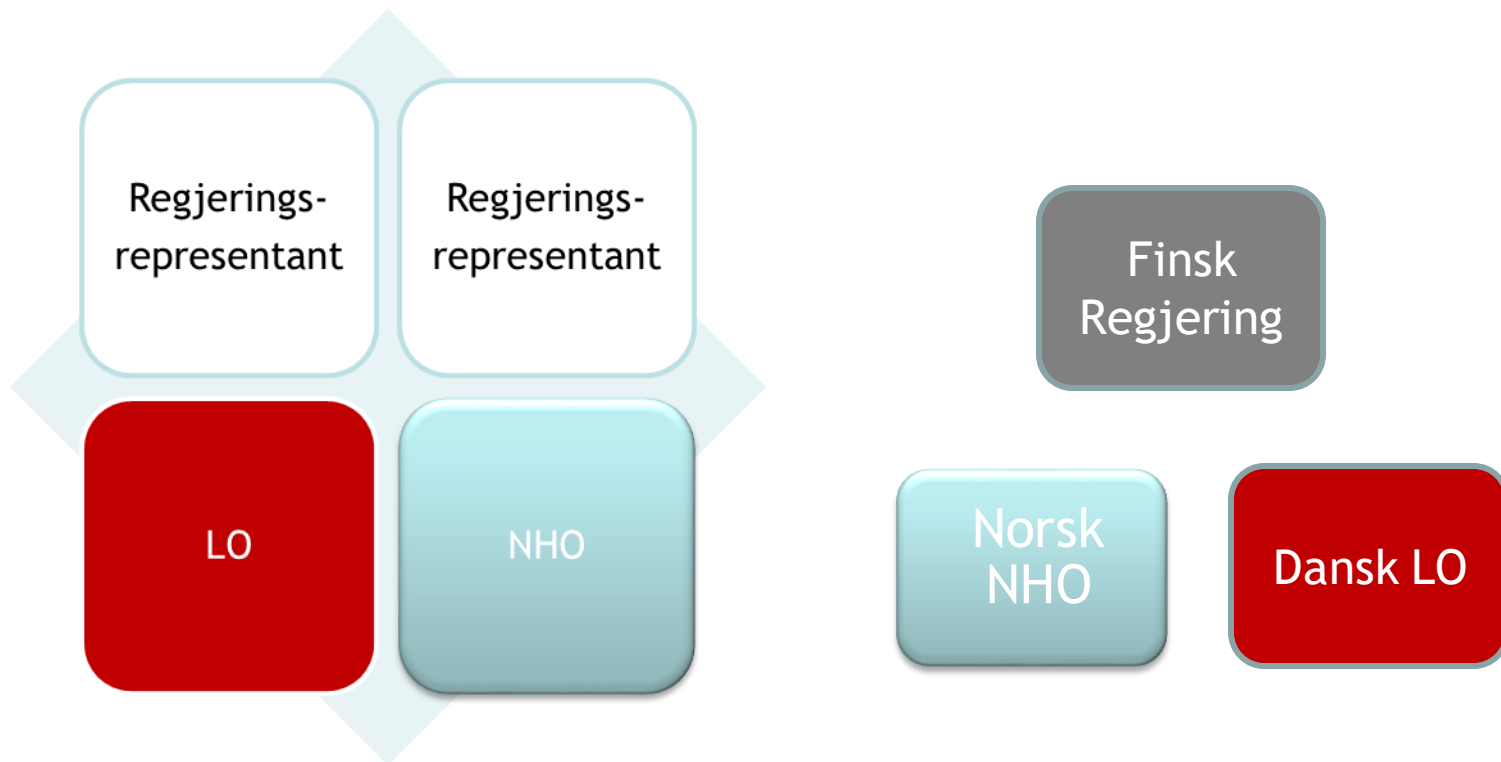 Regjerings-
representant
Regjerings-
representant
LO
NHO
Finsk
Regjering
Norsk
NHO
Dansk LO